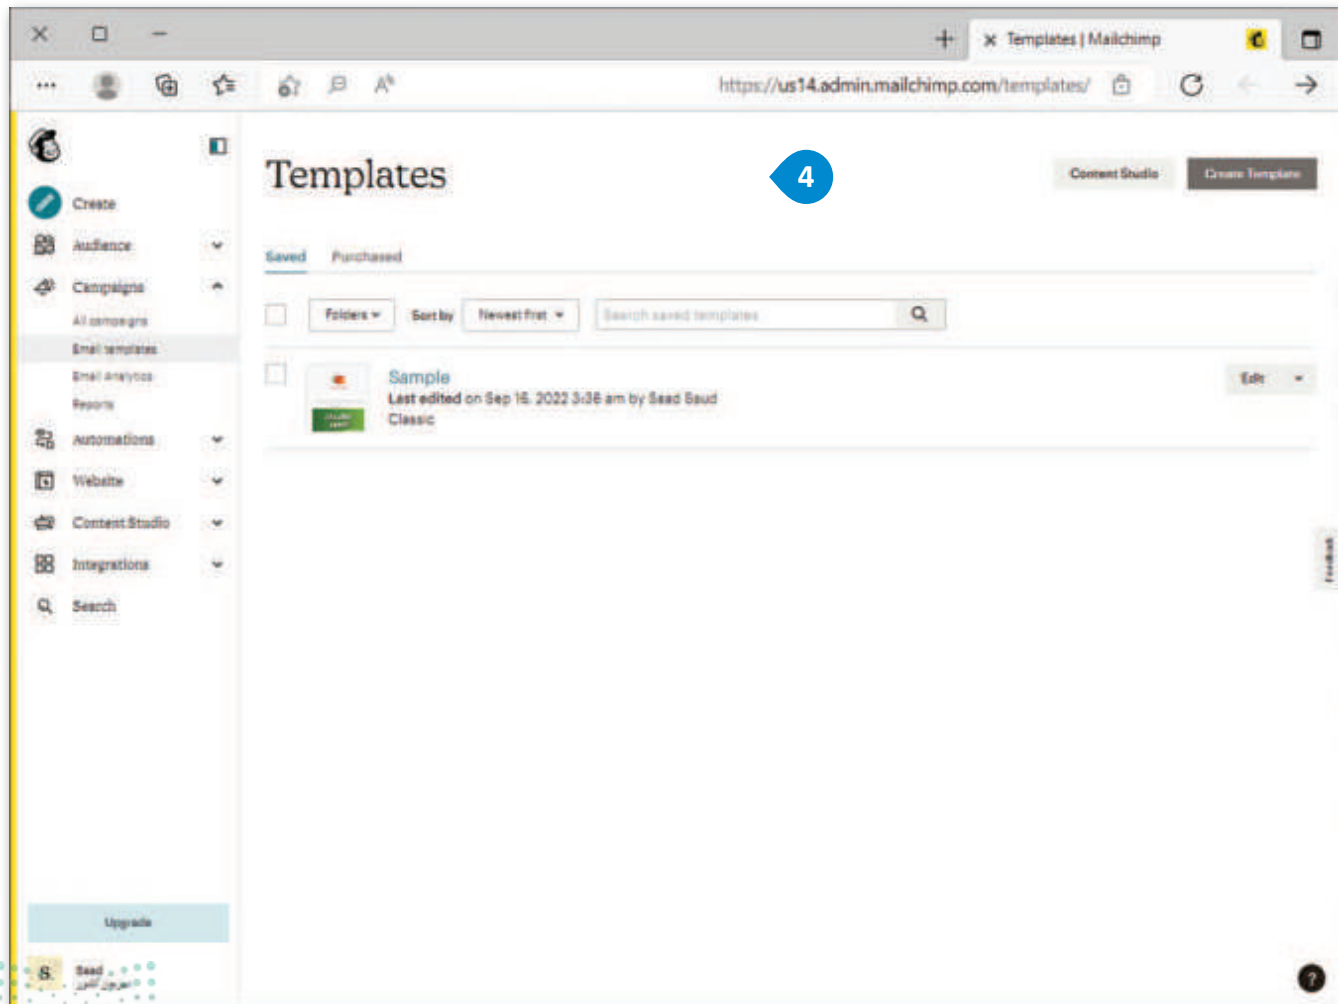 Templates | Mailchimp
https://us14.admin.mailchimp.com/templates/
Templates
4
Content Studio
Create Template
Create
Audience
Campaigns
All campaigns
Email templates
Email Analytics
Reports
Automations
Website
Content Studio
Integrations
Search
Saved Purchased
Folders Sort by Newest first Search saved templates
Sample
Last edited on Sep 16, 2022 3:36 am by Saad Saud
Classic
Edit
Feedback
Upgrade
S
Saad
?